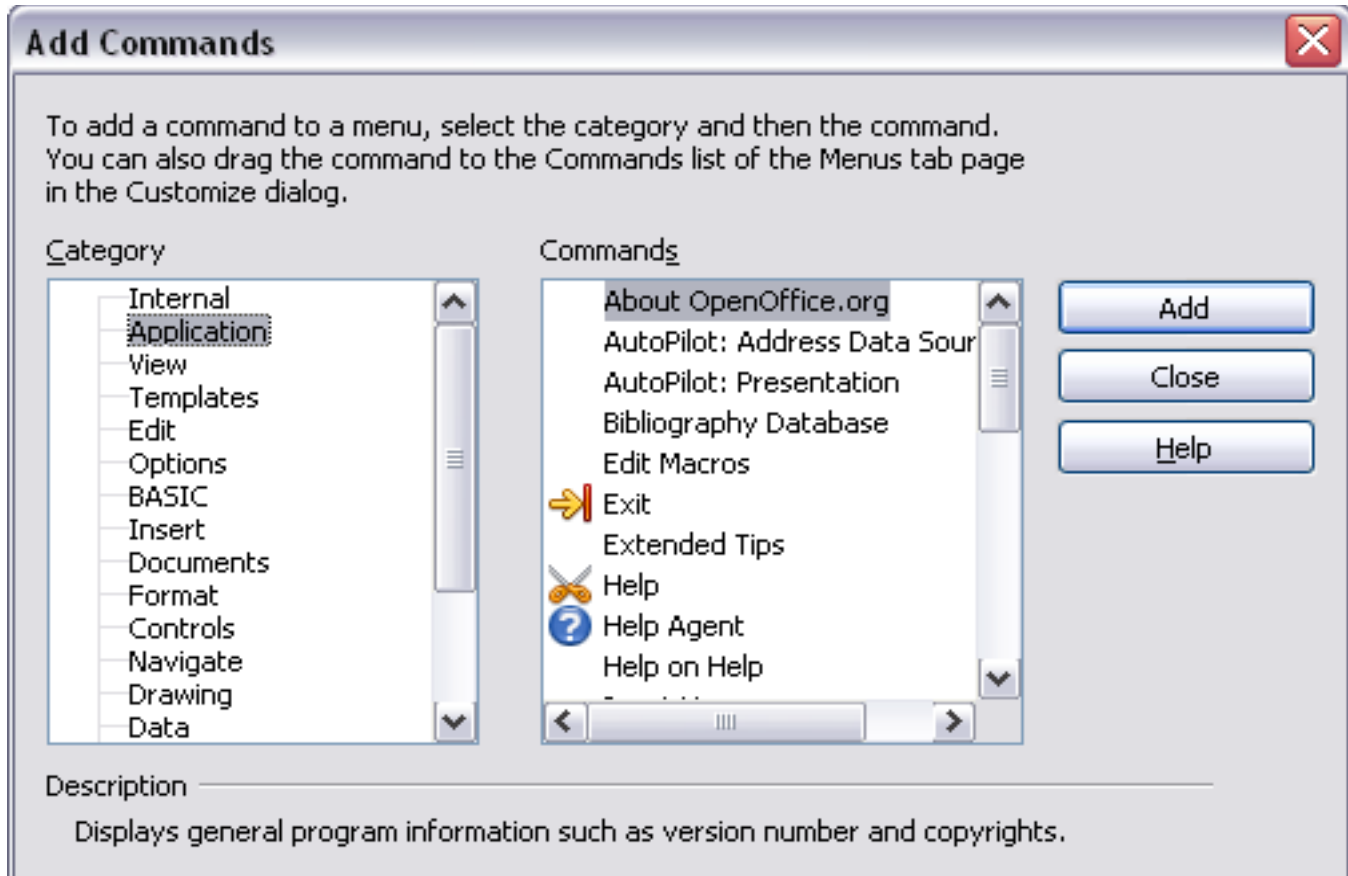 Add Commands
To add a command to a menu, select the category and then the command.
You can also drag the command to the Commands list of the Menus tab page
in the Customize dialog.
Category
Internal
Application
View
Templates
Edit
Options
BASIC
Insert
Documents
Format
Controls
Navigate
Drawing
Data
Commands
About OpenOffice.org
AutoPilot: Address Data Sour
AutoPilot: Presentation
Bibliography Database
Edit Macros
Exit
Extended Tips
Help
Help Agent
Help on Help
Add
Close
Help
Description
Displays general program information such as version number and copyrights.